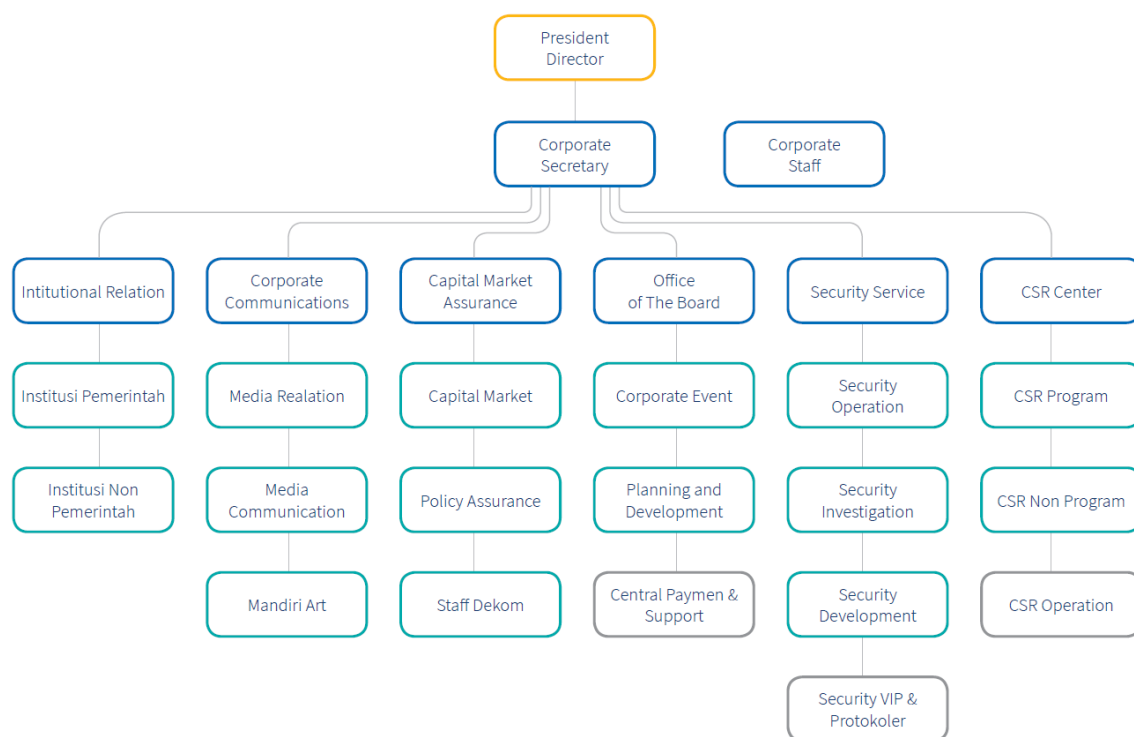 President
Director
Corporate
Secretary
Corporate
Staff
Intitutional Relation
Corporate
Communications
Capital Market
Assurance
Office
of The Board
Security Service
CSR Center
Institusi Pemerintah
Media Realation
Capital Market
Corporate Event
Security
Operation
CSR Program
Institusi Non
Pemerintah
Media
Communication
Policy Assurance
Planning and
Development
Security
Investigation
CSR Non Program
Mandiri Art
Staff Dekom
Central Paymen &
Support
Security
Development
CSR Operation
Security VIP &
Protokoler